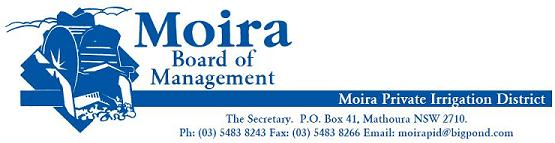 Moira
Board of
Management
Moira Private Irrigation District
The Secretary. P.O. Box 41, Mathoura NSW 2710.
Ph: (03) 5483 8243 Fax: (03) 5483 8266 Email: moirapid@bigpond.com